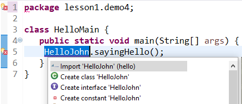 1 package lesson1.demo4;
2
3 class HelloMain {
4 public static void main(String[] args) {
5 HelloJohn.sayingHello();
6 Import 'HelloJohn' (hello)
7 Create class 'HelloJohn'
Create interface 'HelloJohn'
Create constant 'HelloJohn'